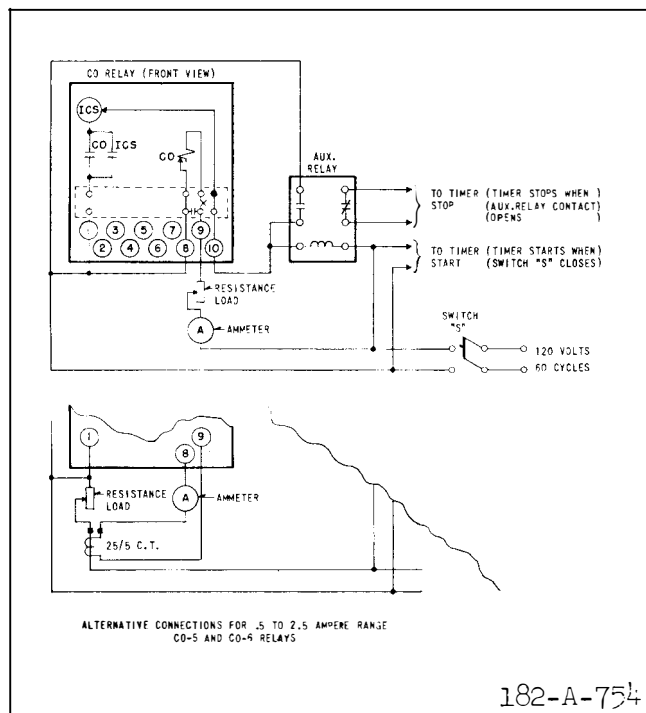 CO RELAY (FRONT VIEW)
ICS
CO ICS
CO
AUX.
RELAY
TO TIMER (TIMER STOPS WHEN )
STOP (AUX.RELAY CONTACT)
(OPENS )
TO TIMER (TIMER STARTS WHEN)
START (SWITCH "S" CLOSES)
1 3 5 7 9
2 4 6 8 10
RESISTANCE
LOAD
A AMMETER
SWITCH
"S"
120 VOLTS
60 CYCLES
1 8 9
RESISTANCE
LOAD
A AMMETER
25/5 C.T.
ALTERNATIVE CONNECTIONS FOR .5 TO 2.5 AMPERE RANGE
CO-5 AND CO-6 RELAYS
182-A-754